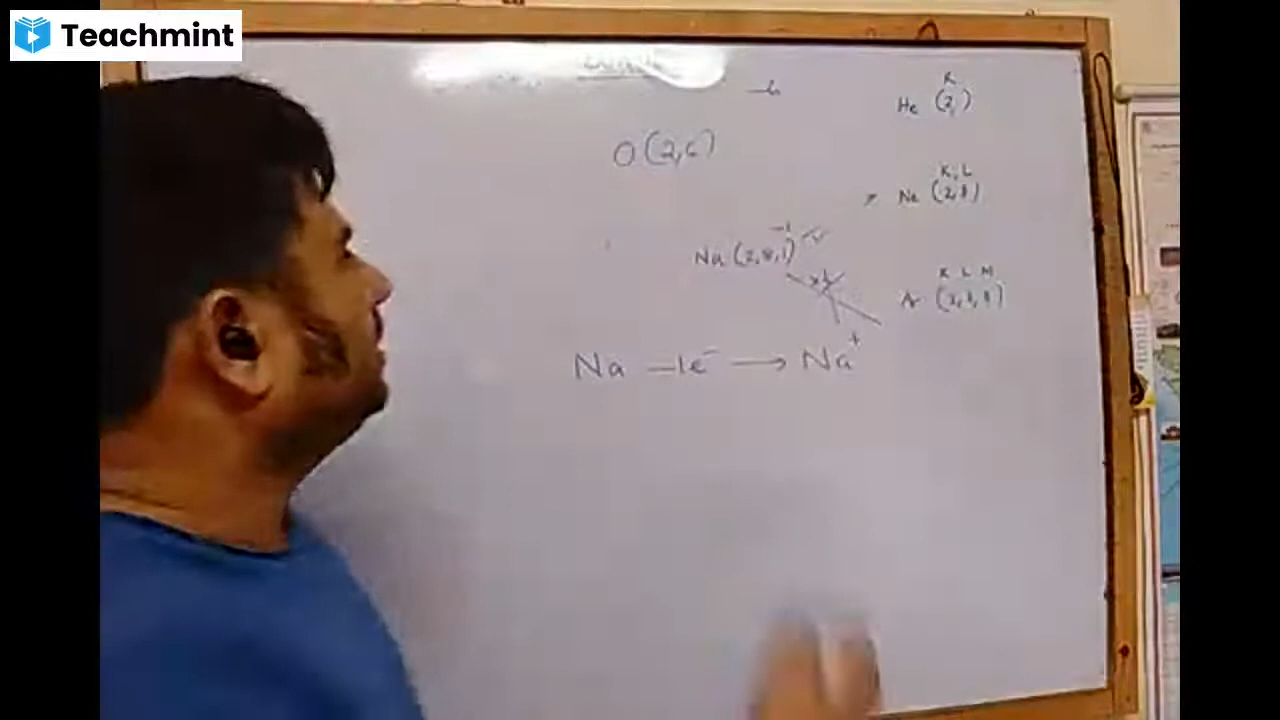 Teachmint
K
He (2,)
O (2,6)
K, L
Ne (2,8)
Na (2,8,1) -1
K L M
Ar (2,8,8)
Na —1e⁻ → Na⁺